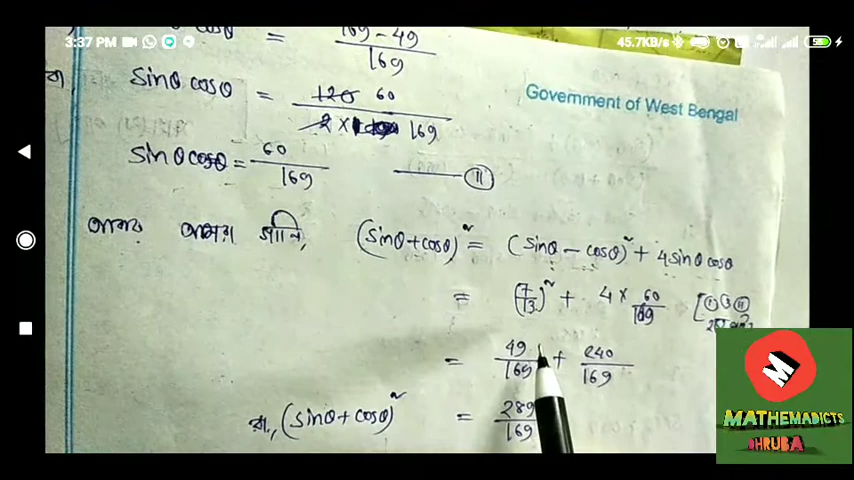 3:37 PM 45.7KB/s 58
= 169 - 49 / 169
বা, sinθ cosθ = 120 60 / 2 × 169
Government of West Bengal
sinθ cosθ = 60/169 —— (II)
আবার আমরা জানি, (sinθ + cosθ)² = (sinθ – cosθ)² + 4 sinθ cosθ
= (7/13)² + 4 × 60/169 [(I) ও (II)
= 49/169 + 240/169
বা, (sinθ + cosθ)² = 289/169
MATHEMADICTS
DHRUBA